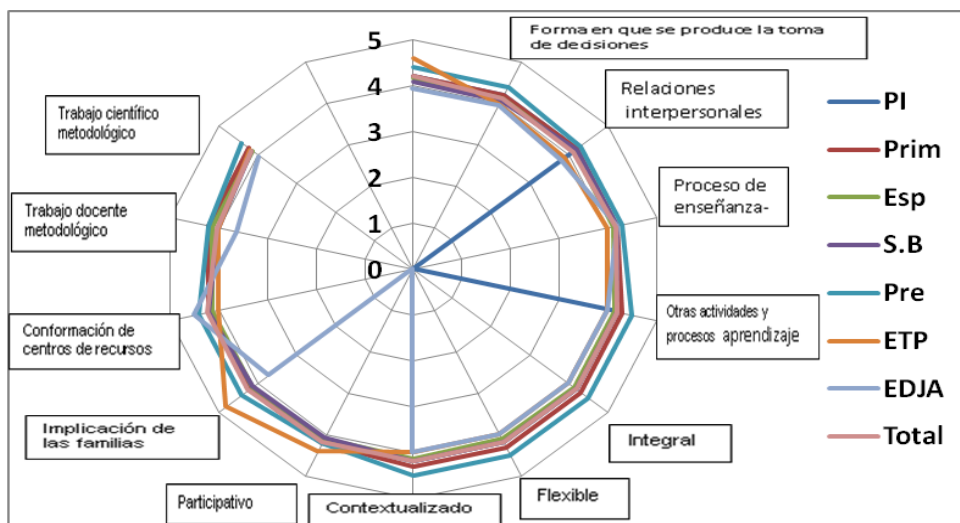 Forma en que se produce la toma
de decisiones
Relaciones
interpersonales
Proceso de
enseñanza-
Otras actividades y
procesos aprendizaje
Integral
Flexible
Contextualizado
Participativo
Implicación de
las familias
Conformación de
centros de recursos
Trabajo docente
metodológico
Trabajo científico
metodológico
5
4
3
2
1
0
PI
Prim
Esp
S.B
Pre
ETP
EDJA
Total